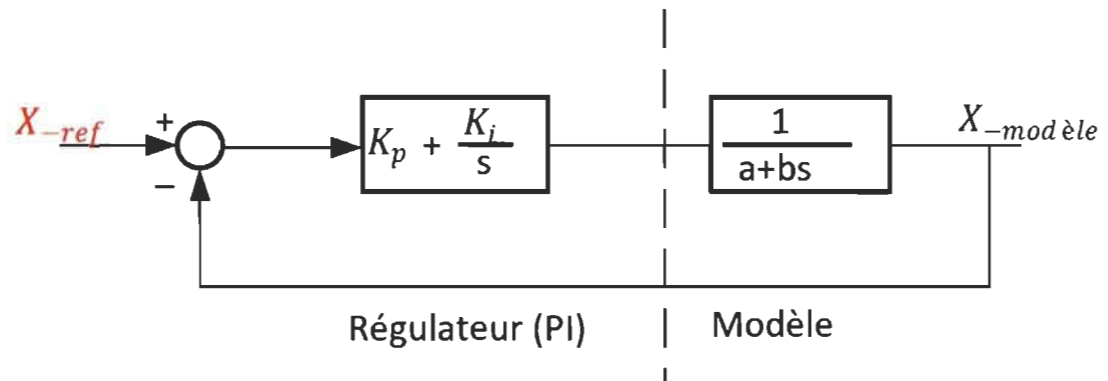 X_-ref
+
−
K_p + K_i/s
1
a+bs
X_-modèle
Régulateur (PI)
Modèle